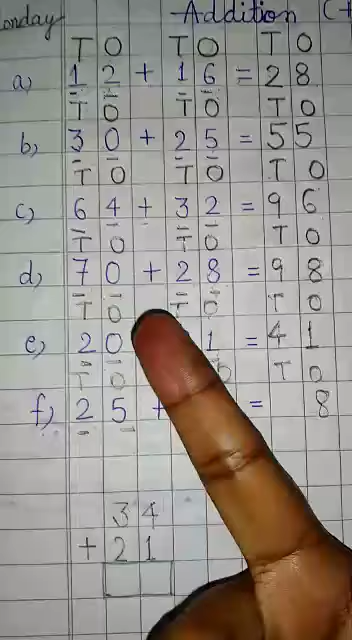 Monday Addition (+
T O T O T O
a) 1 2 + 1 6 = 2 8
T O T O T O
b) 3 0 + 2 5 = 5 5
T O T O T O
c) 6 4 + 3 2 = 9 6
T O T O T O
d) 7 0 + 2 8 = 9 8
T O T O T O
e) 2 0 1 = 4 1
T O O T O
f) 2 5 + = 8
3 4
+ 2 1